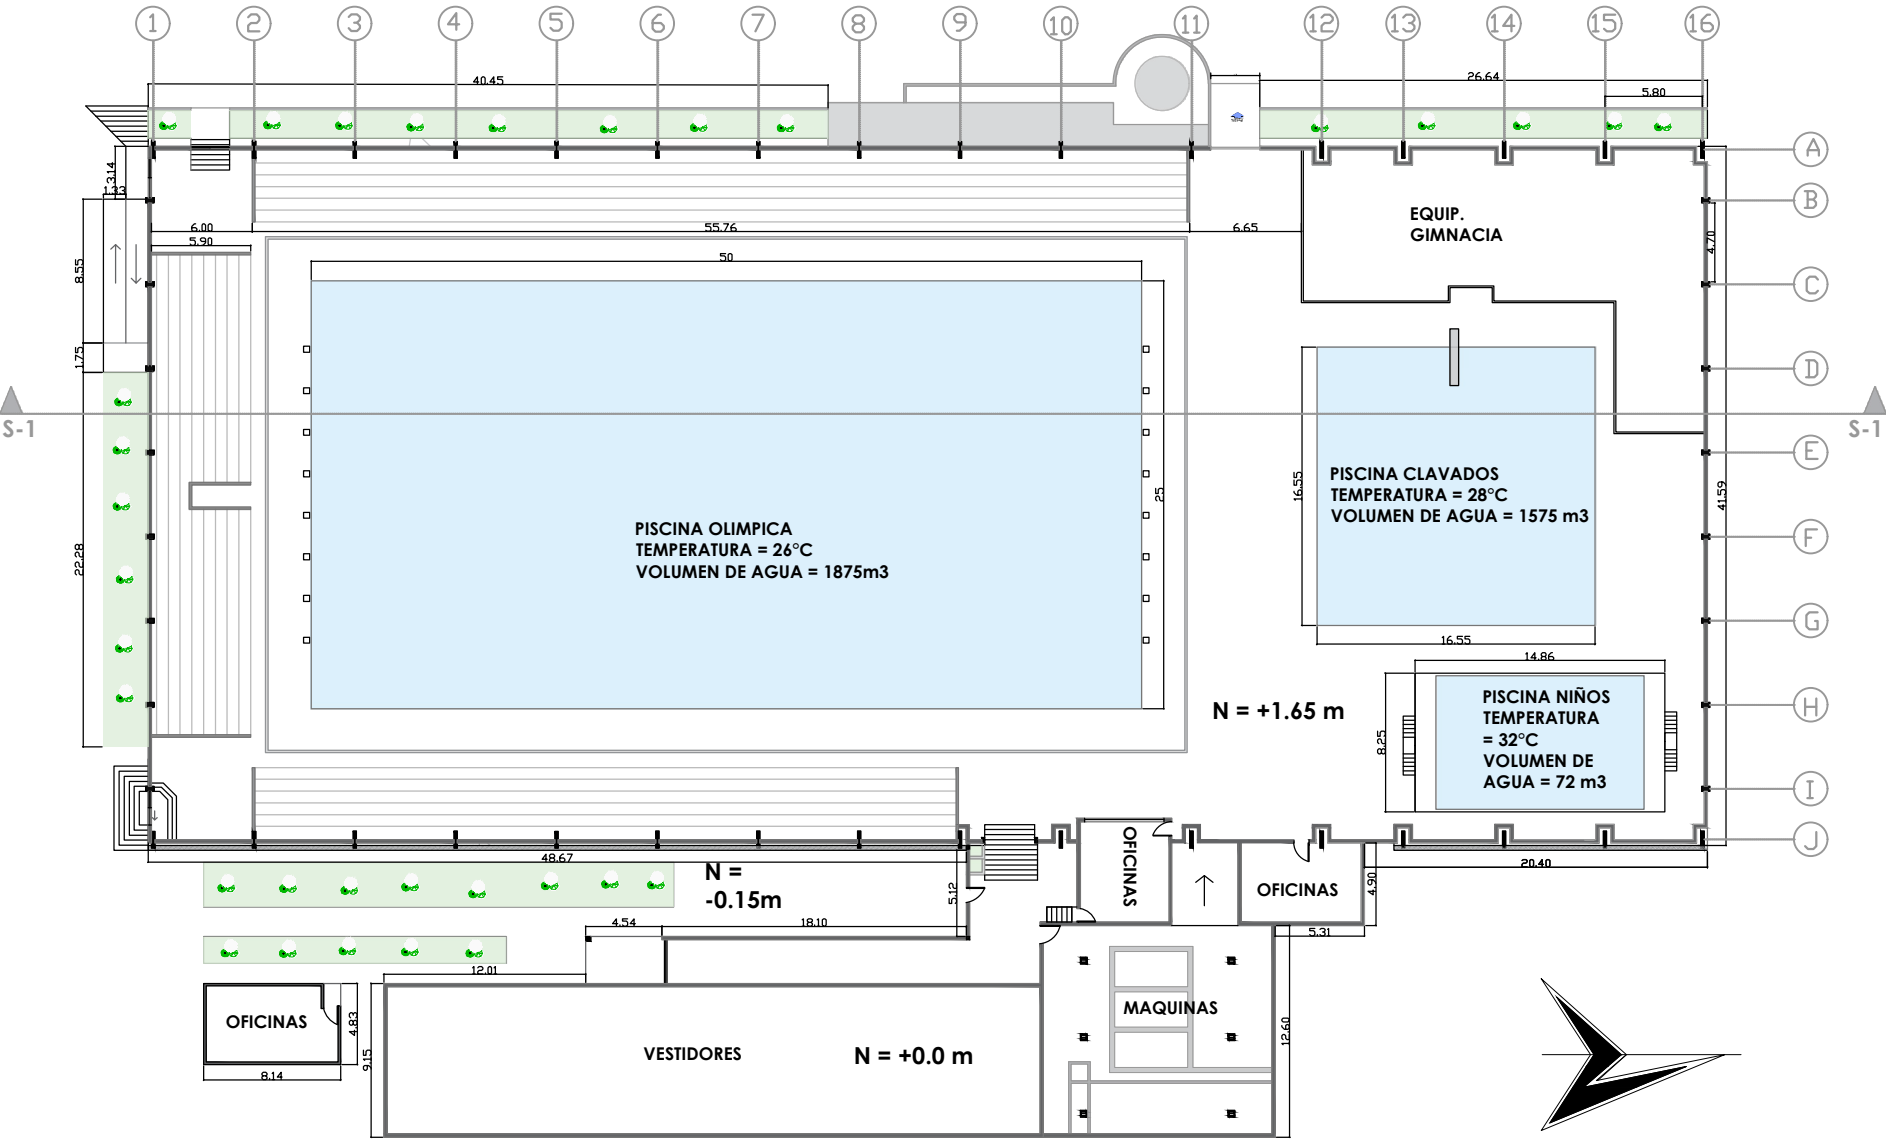 1 2 3 4 5 6 7 8 9 10 11 12 13 14 15 16
40.45
26.64
5.80
A
3.14
1.33
B
EQUIP.
GIMNACIA
6.00
55.76
6.65
5.90
4.70
8.55
50
C
1.75
D
S-1
S-1
E
PISCINA CLAVADOS
TEMPERATURA = 28°C
VOLUMEN DE AGUA = 1575 m3
16.55
25
41.59
PISCINA OLIMPICA
TEMPERATURA = 26°C
VOLUMEN DE AGUA = 1875m3
F
22.28
G
16.55
14.86
N = +1.65 m
PISCINA NIÑOS
TEMPERATURA
= 32°C
VOLUMEN DE
AGUA = 72 m3
8.25
H
I
J
48.67
20.40
N =
-0.15m
OFICINAS
OFICINAS
5.12
4.90
4.54
18.10
5.31
12.01
OFICINAS
4.83
8.14
9.15
VESTIDORES
N = +0.0 m
MAQUINAS
12.60